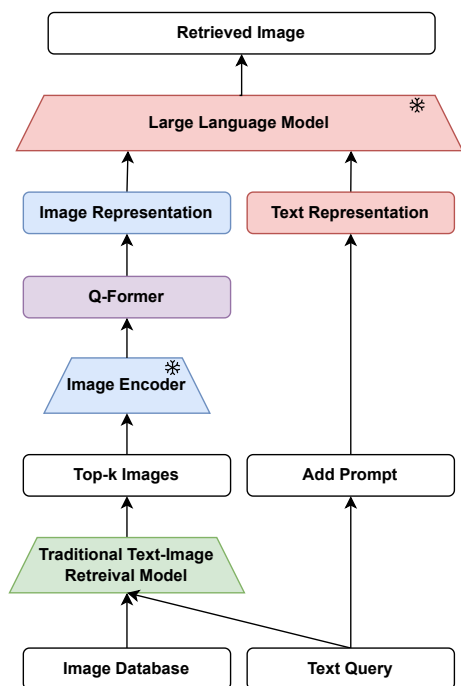 Retrieved Image
Large Language Model
Image Representation
Text Representation
Q-Former
Image Encoder
Top-k Images
Add Prompt
Traditional Text-Image
Retreival Model
Image Database
Text Query